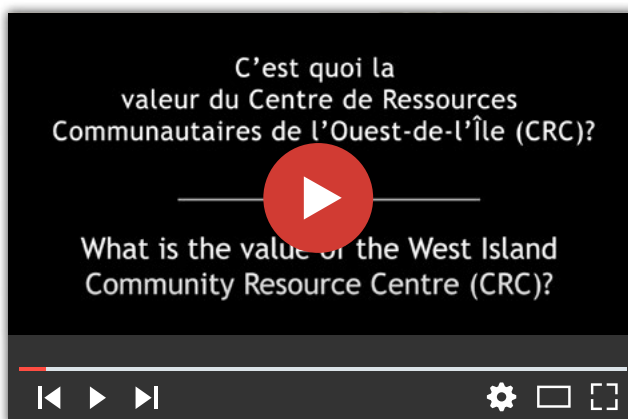 C’est quoi la
valeur du Centre de Ressources
Communautaires de l’Ouest-de-l’Île (CRC)?
What is the value of the West Island
Community Resource Centre (CRC)?